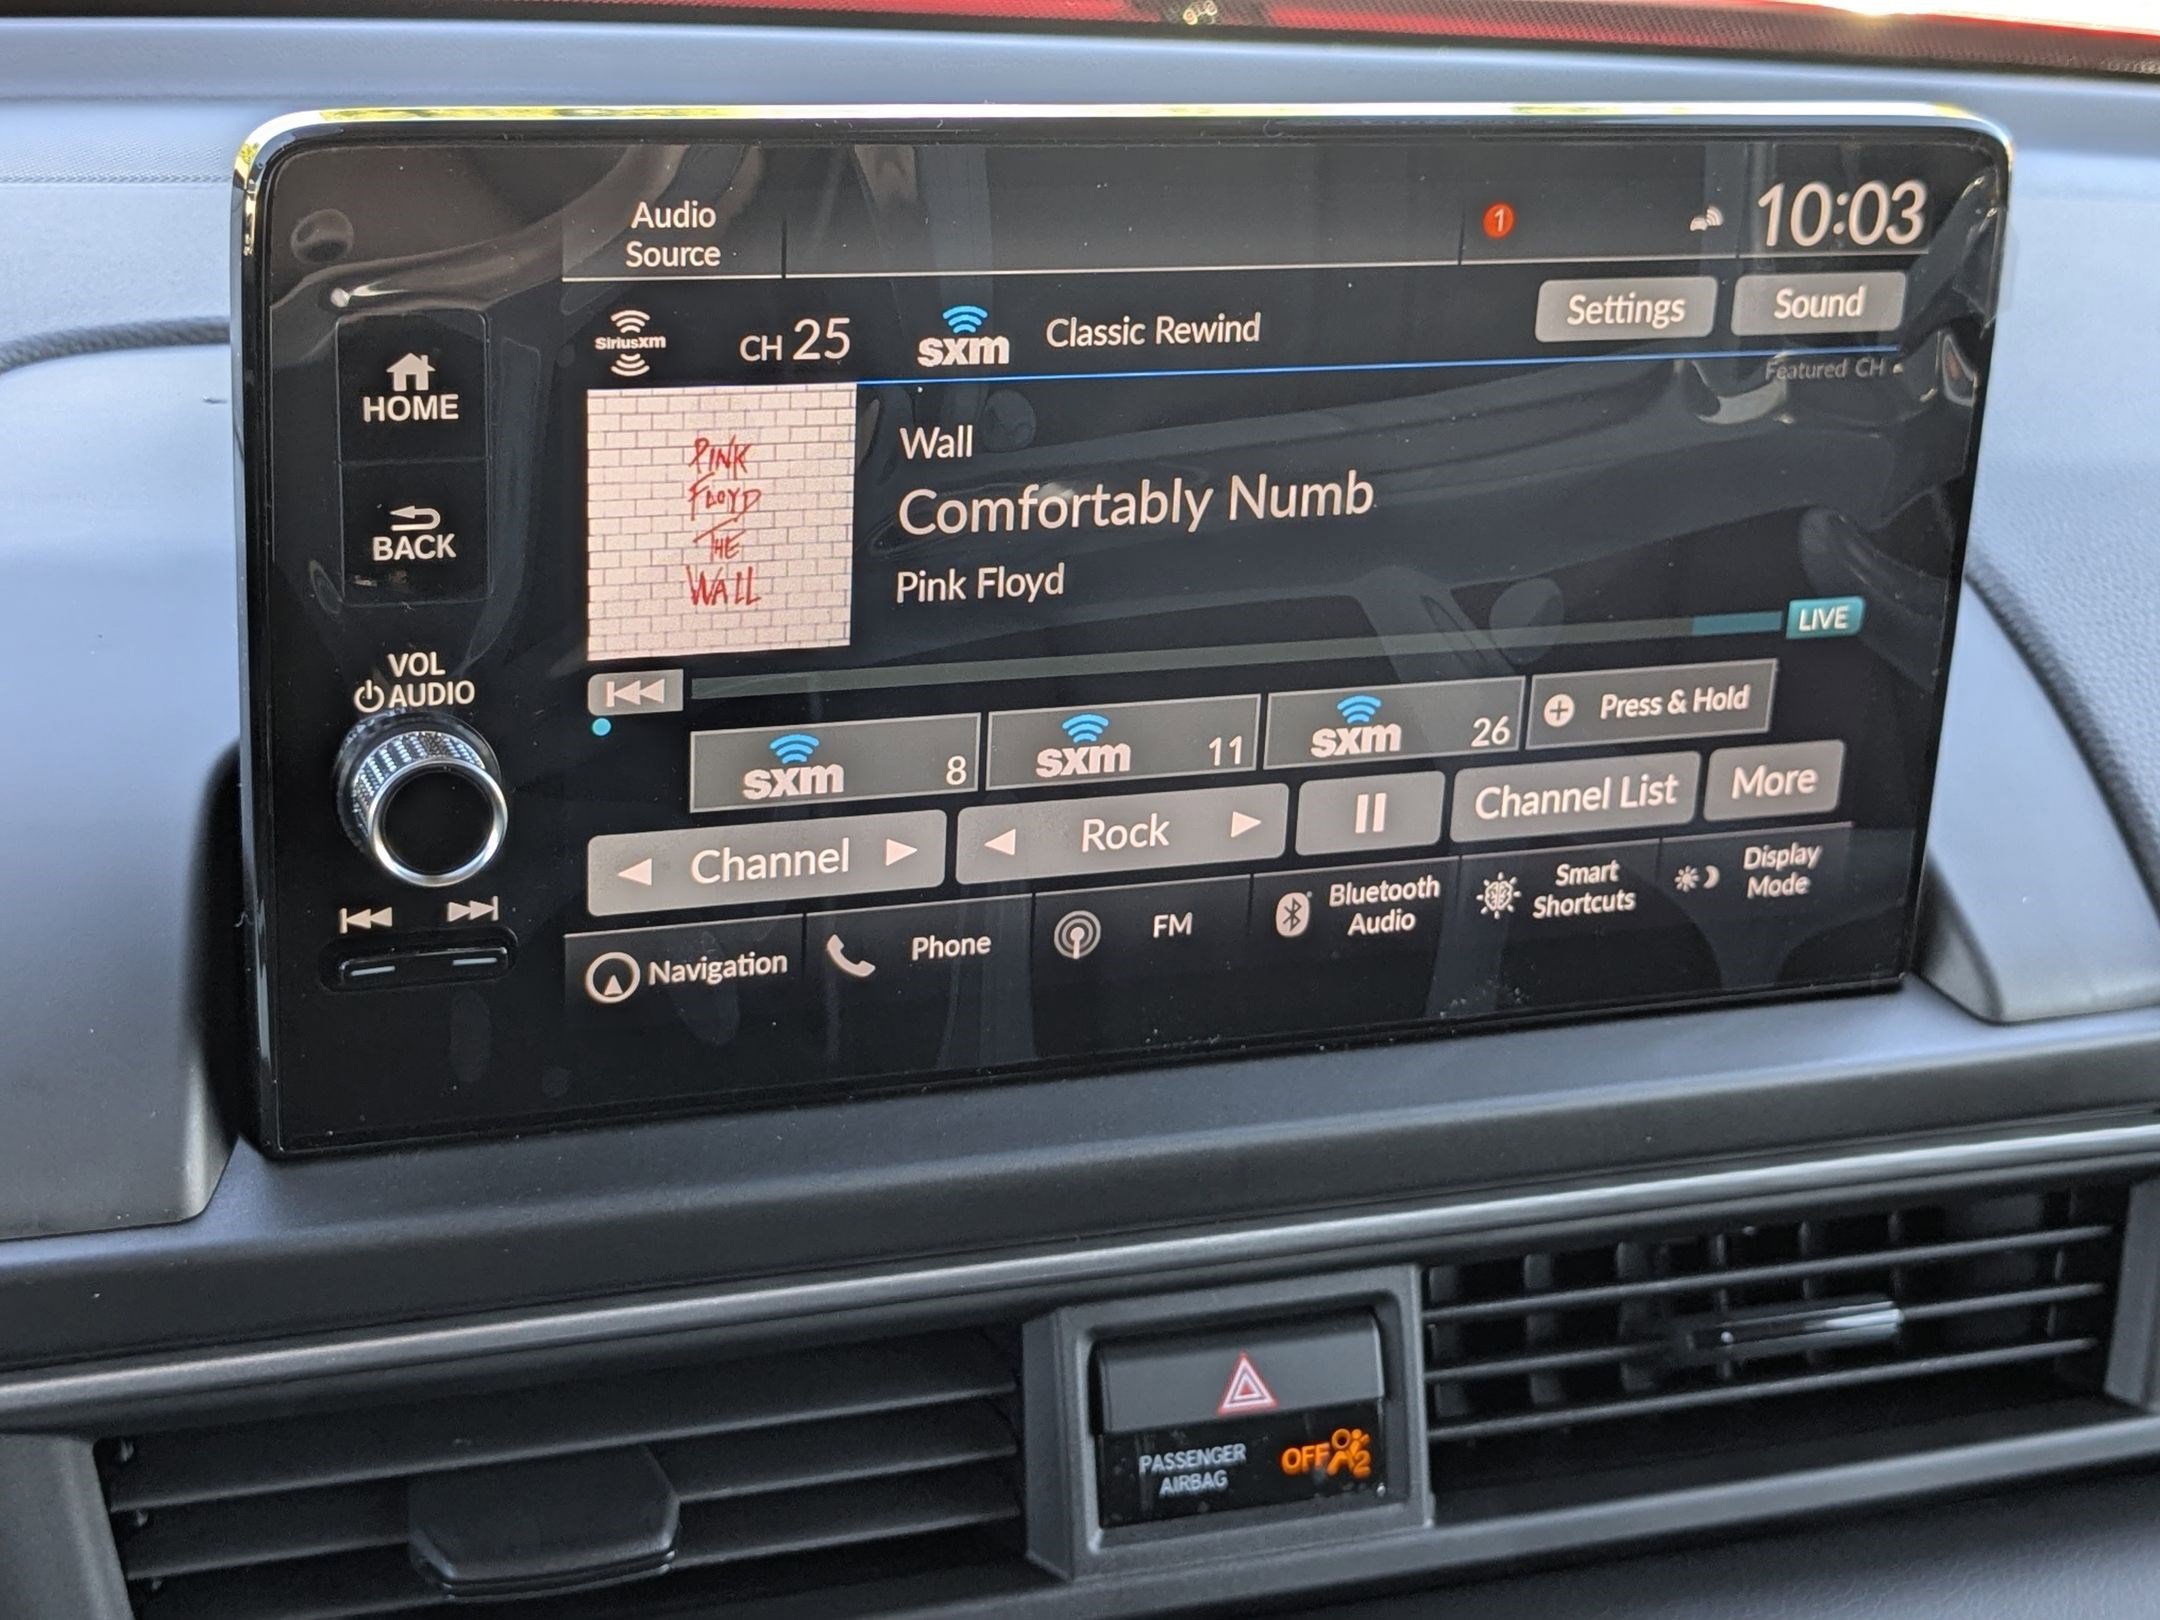 Audio
Source
1
10:03
SiriusXM
CH 25
sxm
Classic Rewind
Settings
Sound
Featured CH
HOME
BACK
VOL
AUDIO
PINK
FLOYD
THE
WALL
Wall
Comfortably Numb
Pink Floyd
LIVE
sxm 8
sxm 11
sxm 26
Press & Hold
Channel
Rock
Channel List
More
Navigation
Phone
FM
Bluetooth
Audio
Smart
Shortcuts
Display
Mode
PASSENGER
AIRBAG
OFF
2